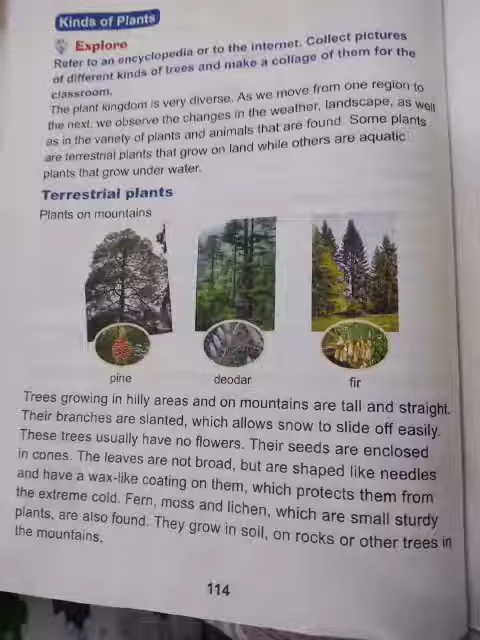 Kinds of Plants
Explore
Refer to an encyclopedia or to the internet. Collect pictures
of different kinds of trees and make a collage of them for the
classroom.
The plant kingdom is very diverse. As we move from one region to
the next, we observe the changes in the weather, landscape, as well
as in the variety of plants and animals that are found. Some plants
are terrestrial plants that grow on land while others are aquatic
plants that grow under water.
Terrestrial plants
Plants on mountains
pine
deodar
fir
Trees growing in hilly areas and on mountains are tall and straight.
Their branches are slanted, which allows snow to slide off easily.
These trees usually have no flowers. Their seeds are enclosed
in cones. The leaves are not broad, but are shaped like needles
and have a wax-like coating on them, which protects them from
the extreme cold. Fern, moss and lichen, which are small sturdy
plants, are also found. They grow in soil, on rocks or other trees in
the mountains.
114